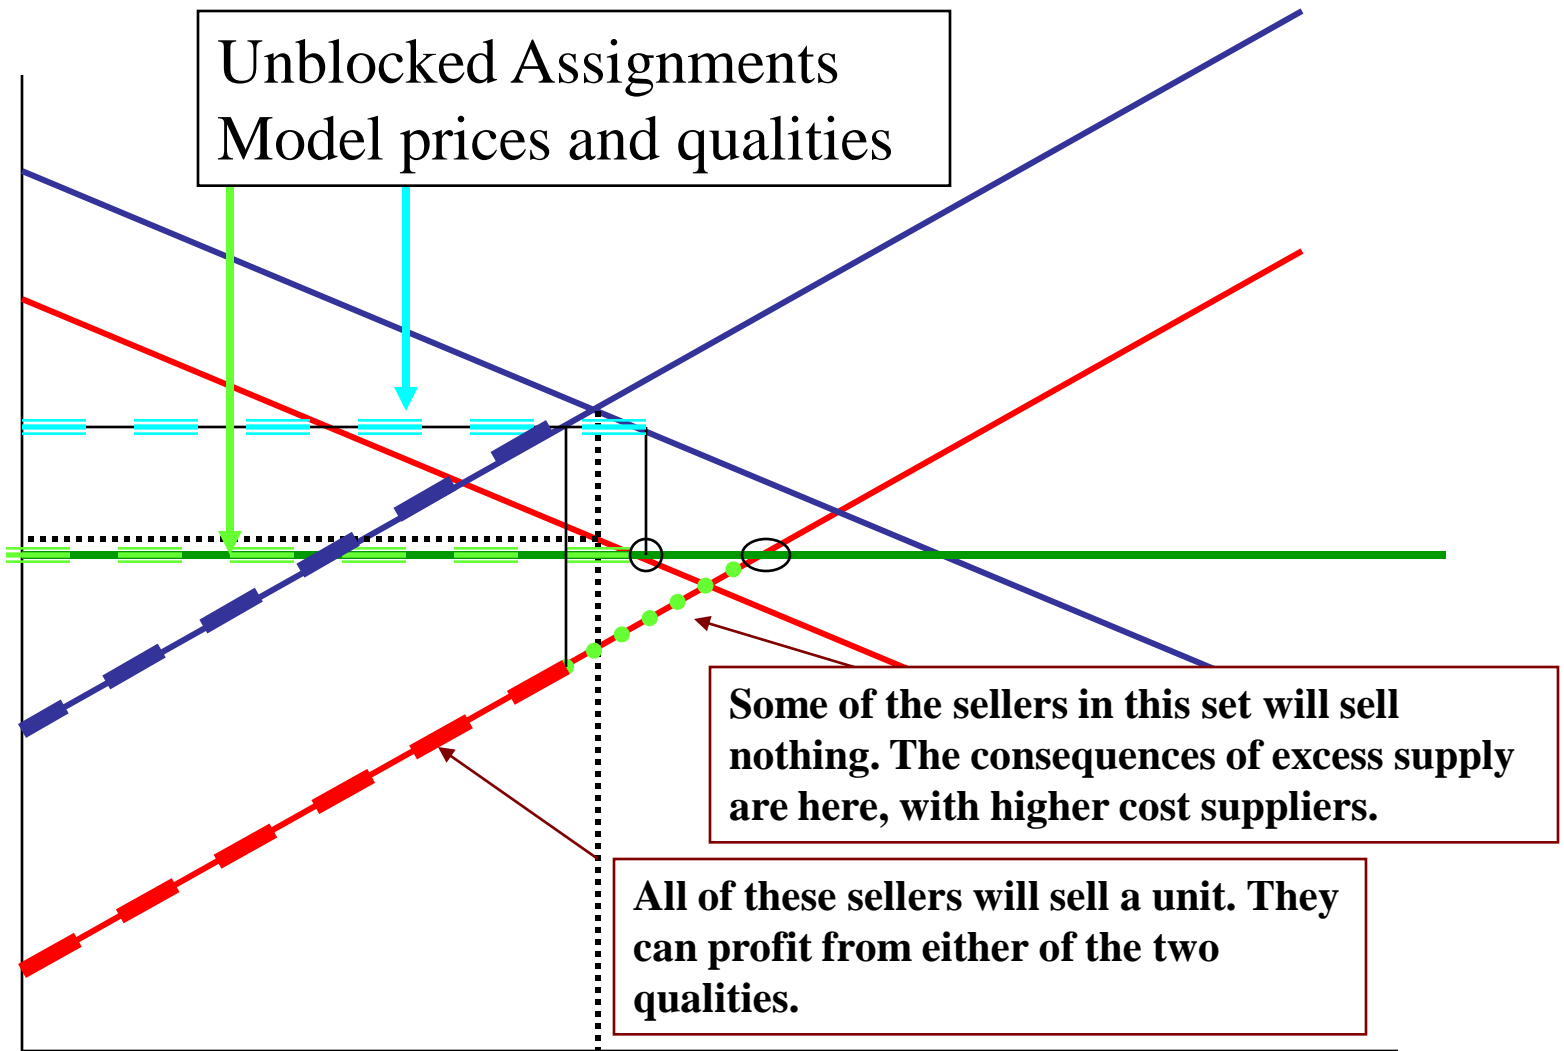 Unblocked Assignments
Model prices and qualities
Some of the sellers in this set will sell
nothing. The consequences of excess supply
are here, with higher cost suppliers.
All of these sellers will sell a unit. They
can profit from either of the two
qualities.